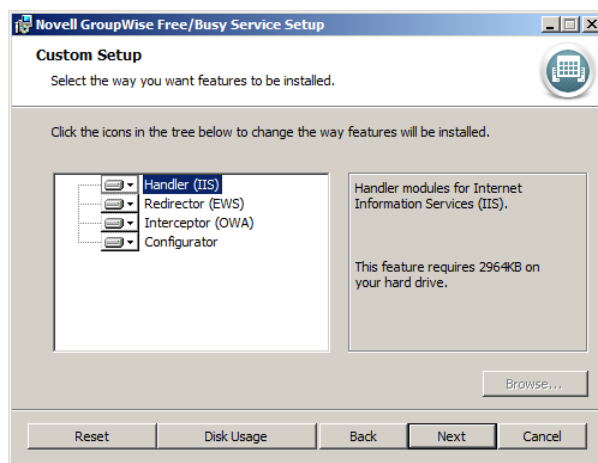 Novell GroupWise Free/Busy Service Setup
Custom Setup
Select the way you want features to be installed.
Click the icons in the tree below to change the way features will be installed.
Handler (IIS)
Redirector (EWS)
Interceptor (OWA)
Configurator
Handler modules for Internet
Information Services (IIS).
This feature requires 2964KB on
your hard drive.
Browse...
Reset
Disk Usage
Back
Next
Cancel